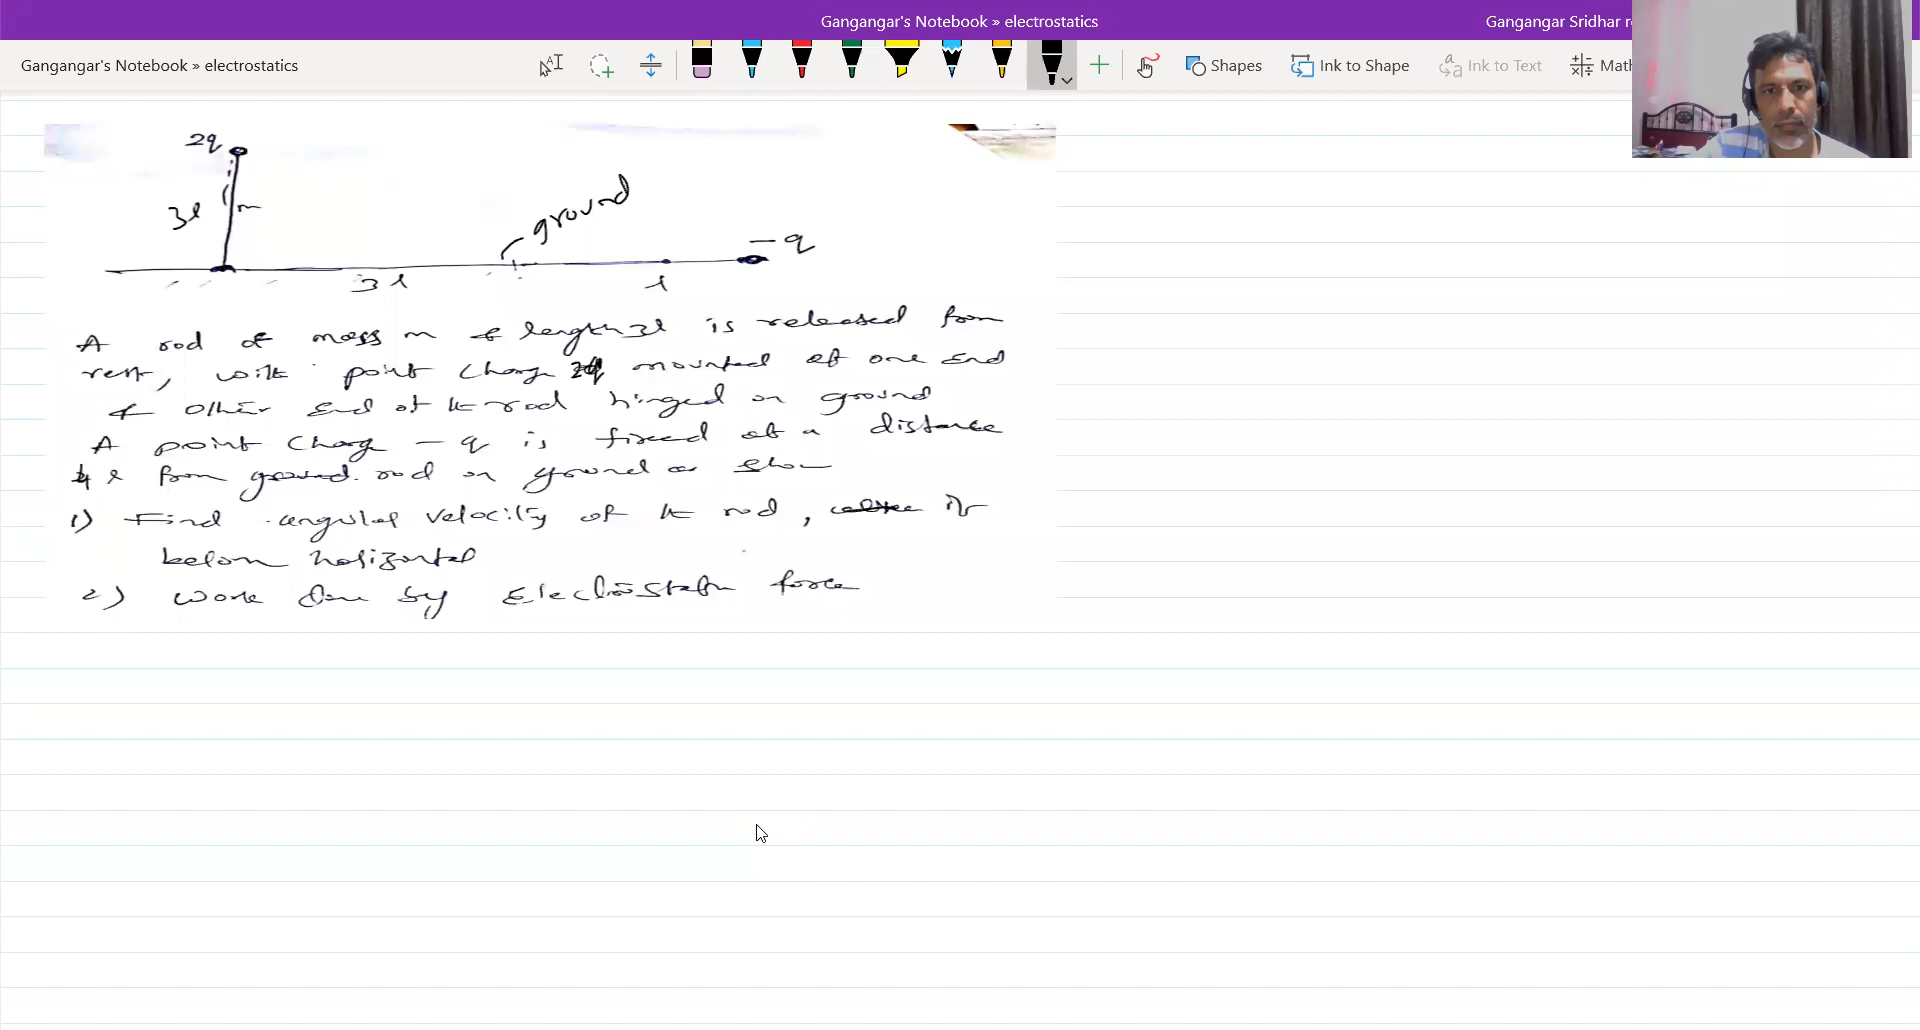 Gangangar's Notebook » electrostatics
Gangangar Sridhar r
Gangangar's Notebook » electrostatics
Shapes
Ink to Shape
Ink to Text
Math
2q
3l
m
ground
- q
3l
l
A rod of mass m & length 3l is released from
rest, with point charge 2q mounted at one end
& other end of the rod hinged on ground
A point charge - q is fixed at a distance
4l from rod on ground as show
1) Find angular velocity of the rod, it
below horizontal
2) work done by Electrostatic force